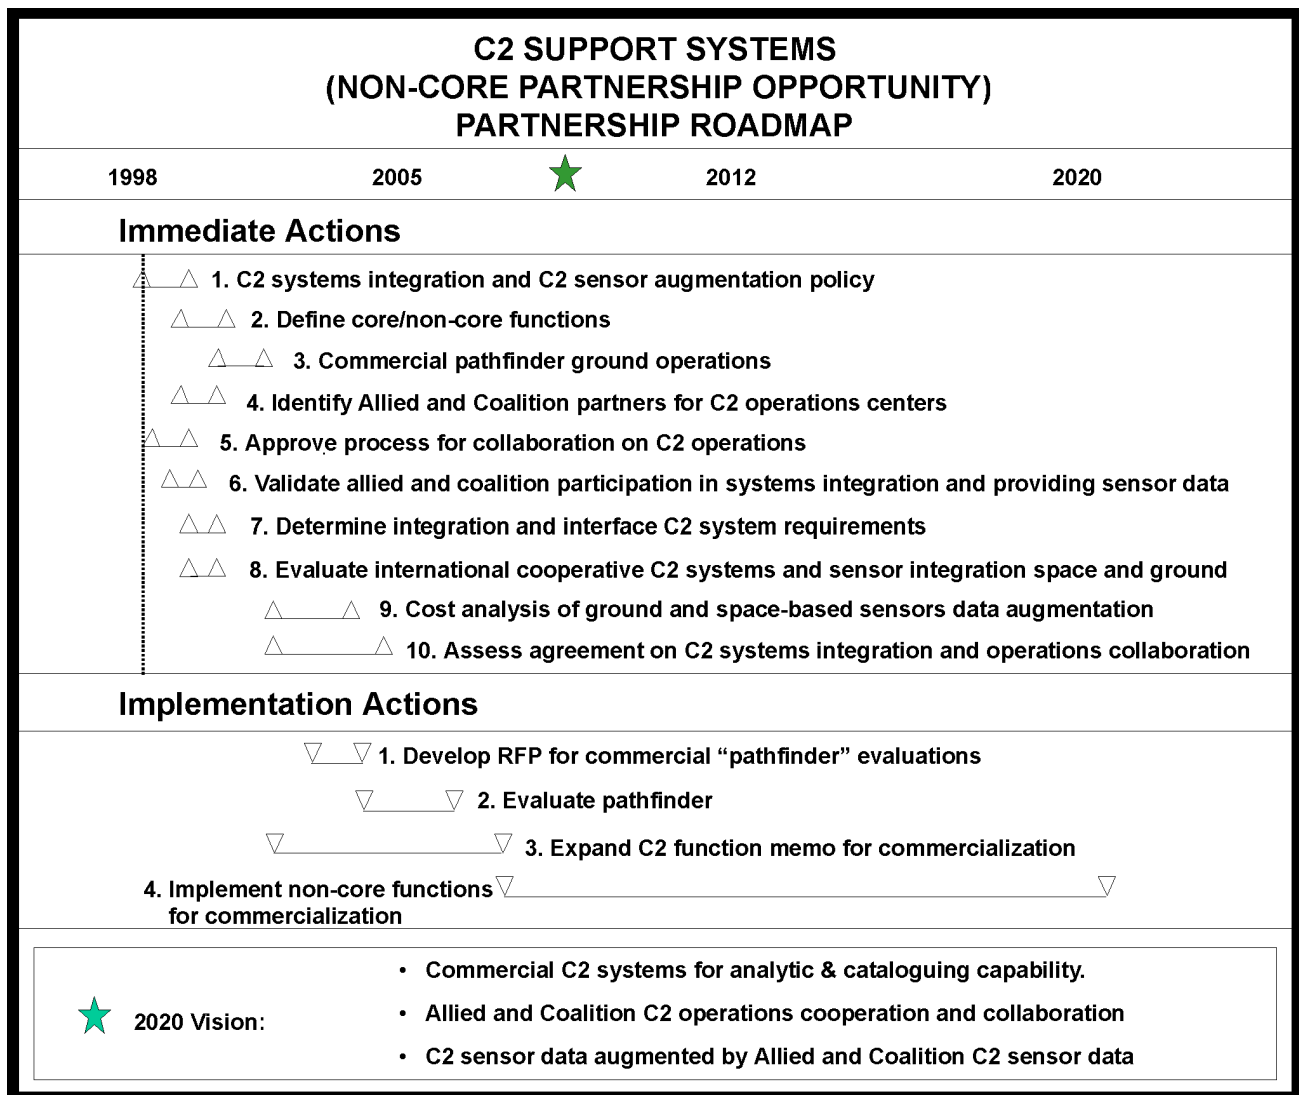 C2 SUPPORT SYSTEMS
(NON-CORE PARTNERSHIP OPPORTUNITY)
PARTNERSHIP ROADMAP
1998 2005 2012 2020
Immediate Actions
1. C2 systems integration and C2 sensor augmentation policy
2. Define core/non-core functions
3. Commercial pathfinder ground operations
4. Identify Allied and Coalition partners for C2 operations centers
5. Approve process for collaboration on C2 operations
6. Validate allied and coalition participation in systems integration and providing sensor data
7. Determine integration and interface C2 system requirements
8. Evaluate international cooperative C2 systems and sensor integration space and ground
9. Cost analysis of ground and space-based sensors data augmentation
10. Assess agreement on C2 systems integration and operations collaboration
Implementation Actions
1. Develop RFP for commercial “pathfinder” evaluations
2. Evaluate pathfinder
3. Expand C2 function memo for commercialization
4. Implement non-core functions
for commercialization
2020 Vision:
• Commercial C2 systems for analytic & cataloguing capability.
• Allied and Coalition C2 operations cooperation and collaboration
• C2 sensor data augmented by Allied and Coalition C2 sensor data